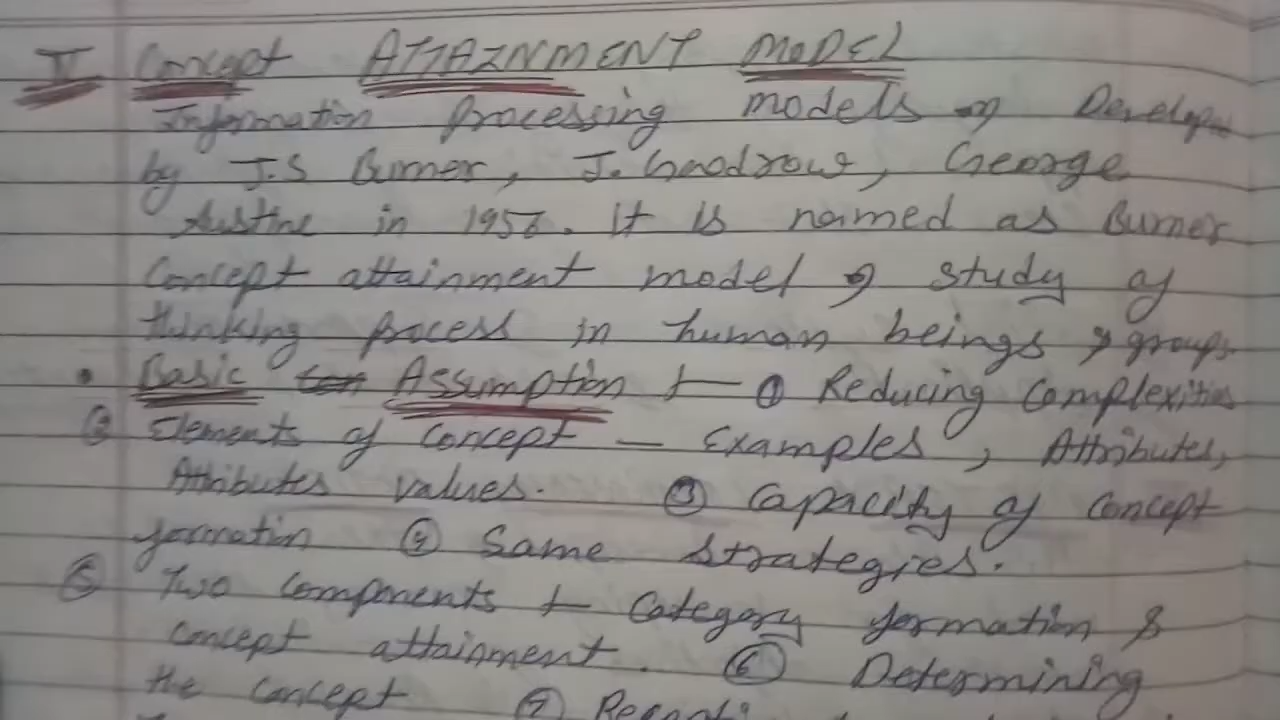 II Concept ATTAINMENT MODEL
Information Processing models Develop
by J.S Burner, J. Goodrow, George
Austine in 1956. It is named as Burner
Concept attainment model study of
thinking process in human beings groups
• Basic Assumption ① Reducing Complexities
② Elements of Concept — Examples, Attributes,
Attributes values. ③ Capacity of Concept
formation ④ Same strategies.
⑤ Two Components Category formation &
Concept attainment. ⑥ Determining
the Concept ⑦